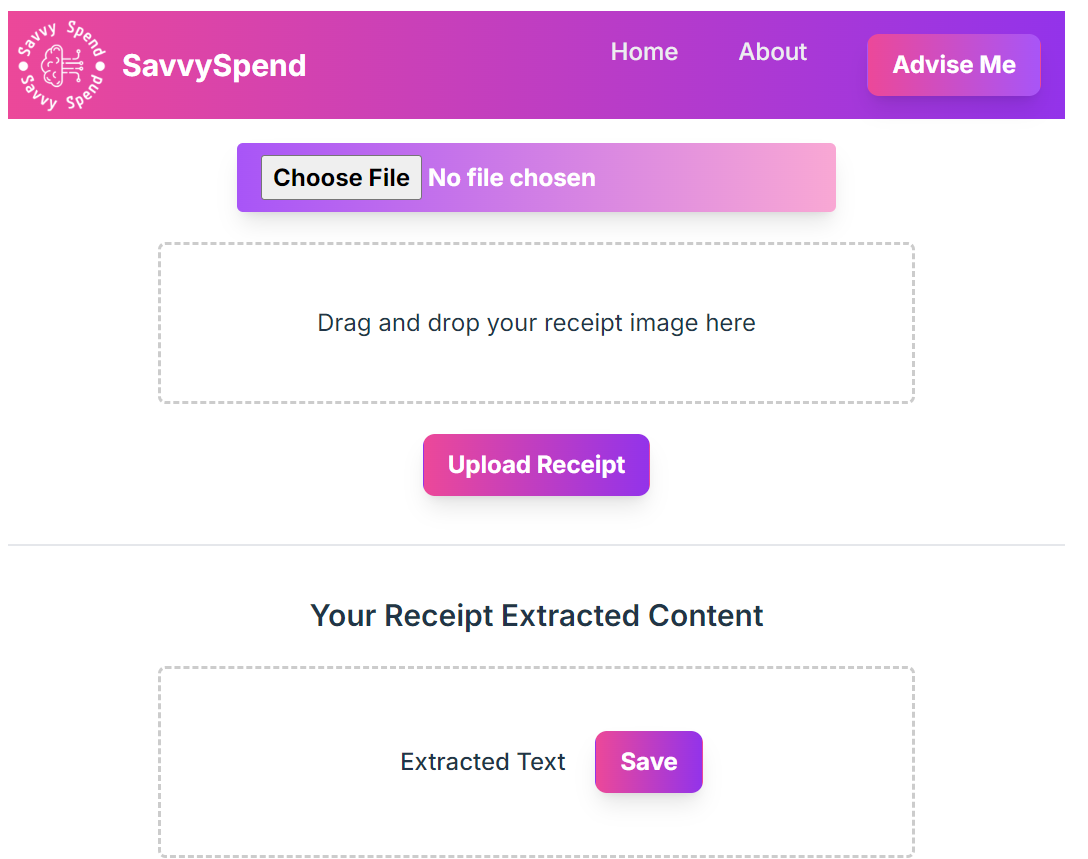 Savvy Spend
Savvy Spend
SavvySpend
Home
About
Advise Me
Choose File No file chosen
Drag and drop your receipt image here
Upload Receipt
Your Receipt Extracted Content
Extracted Text
Save